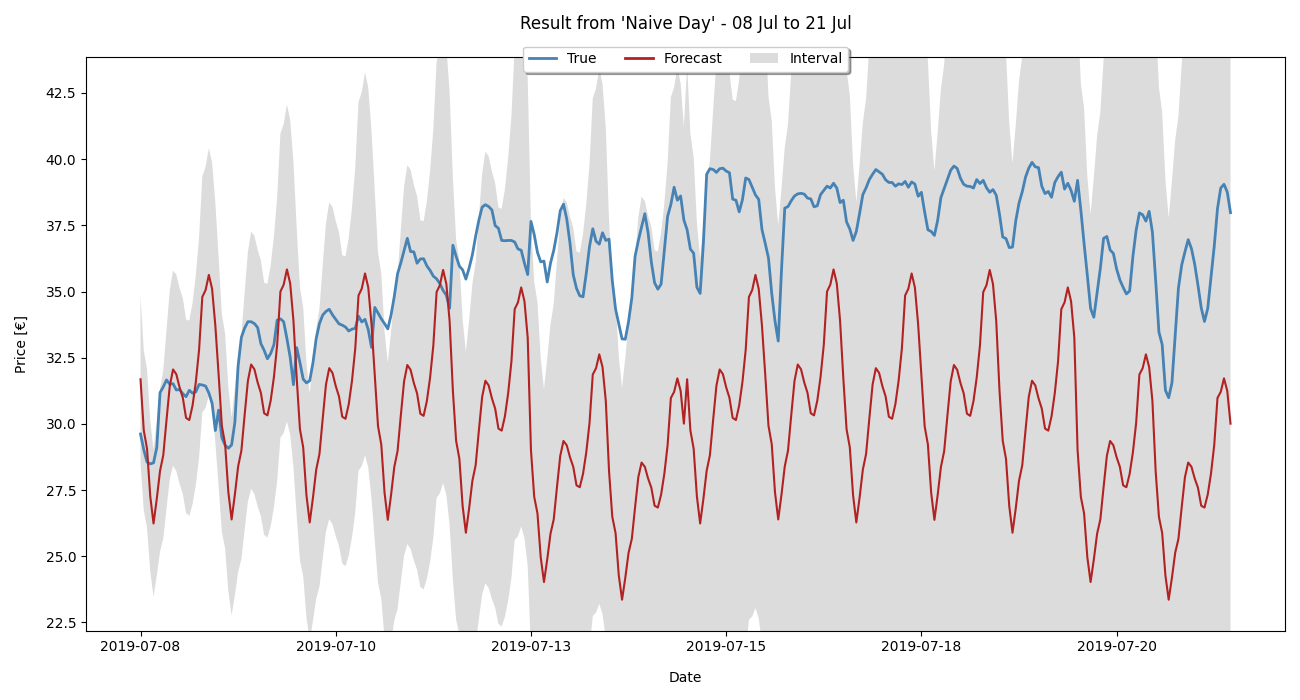 Result from 'Naive Day' - 08 Jul to 21 Jul
True Forecast Interval
Price [€]
42.5
40.0
37.5
35.0
32.5
30.0
27.5
25.0
22.5
2019-07-08 2019-07-10 2019-07-13 2019-07-15 2019-07-18 2019-07-20
Date